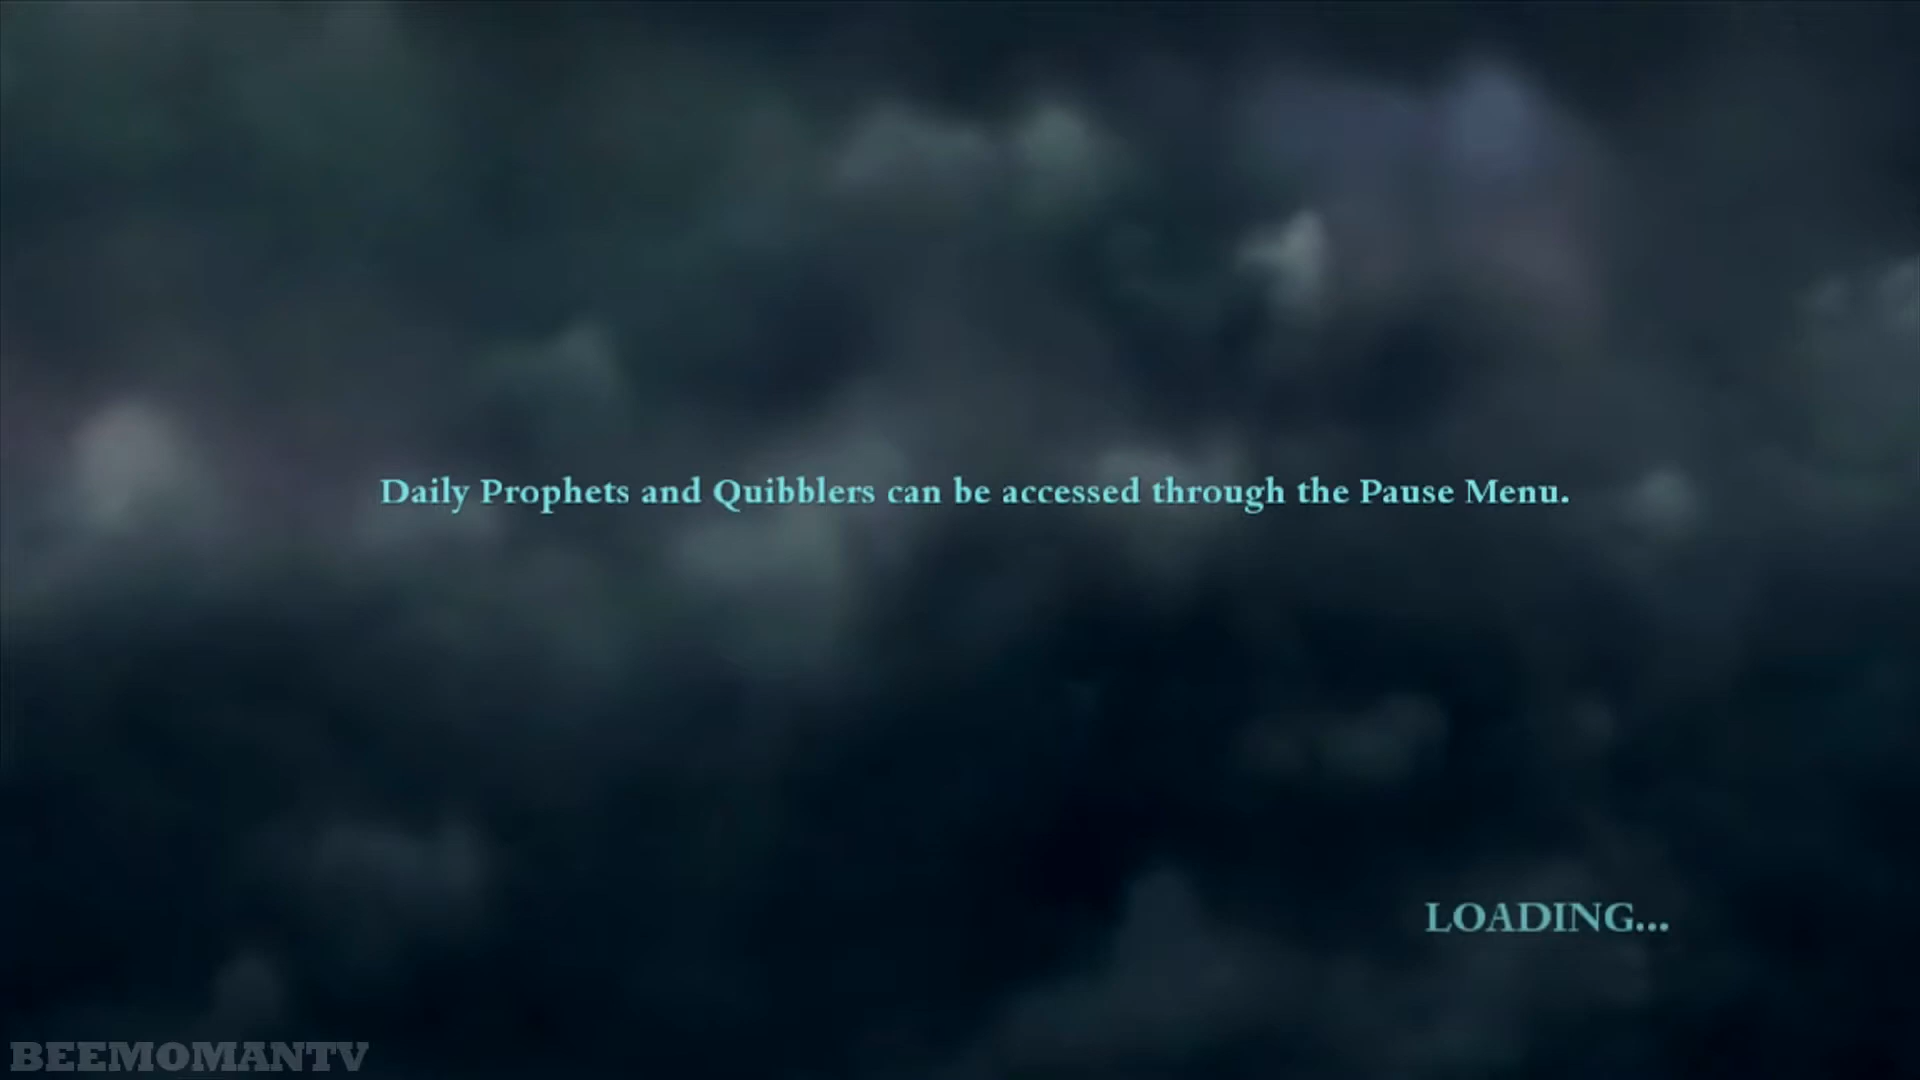 Daily Prophets and Quibblers can be accessed through the Pause Menu.
LOADING...
BEEMOMANTV